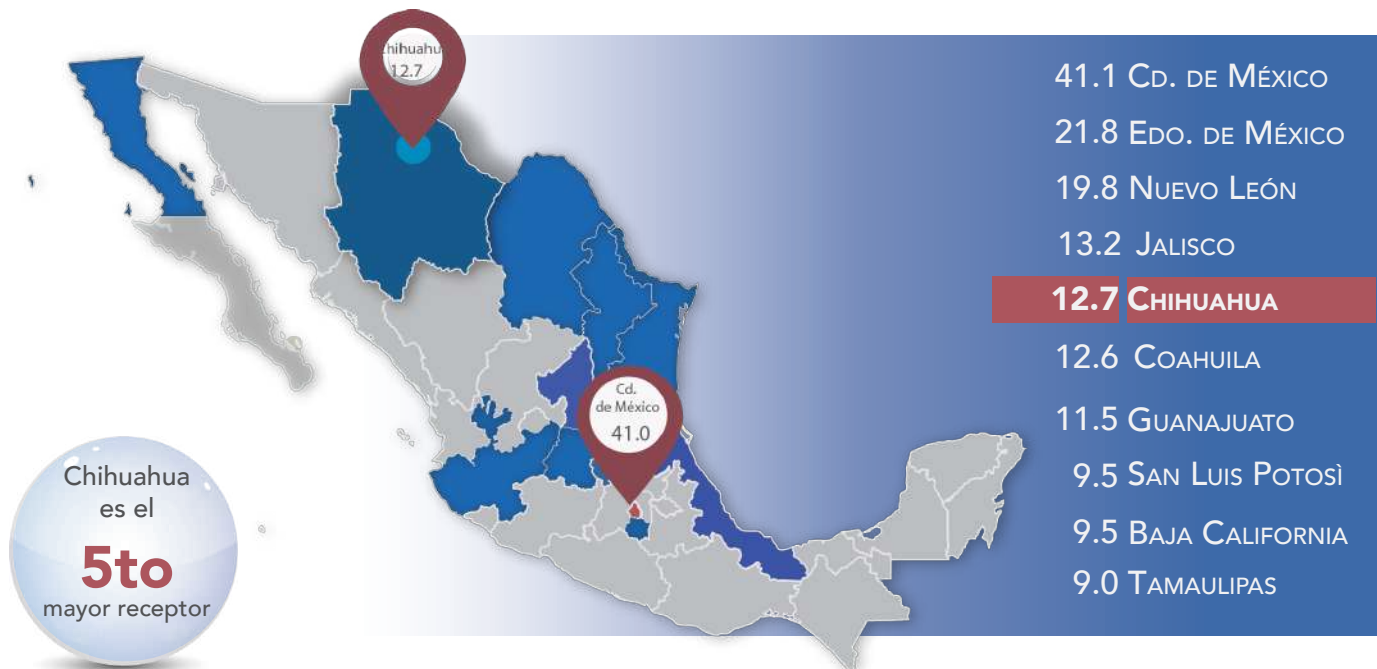 hihuahu
12.7
Cd.
de México
41.0
Chihuahua
es el
5to
mayor receptor
41.1 CD. DE MÉXICO
21.8 EDO. DE MÉXICO
19.8 NUEVO LEÓN
13.2 JALISCO
12.7 CHIHUAHUA
12.6 COAHUILA
11.5 GUANAJUATO
9.5 SAN LUIS POTOSÌ
9.5 BAJA CALIFORNIA
9.0 TAMAULIPAS